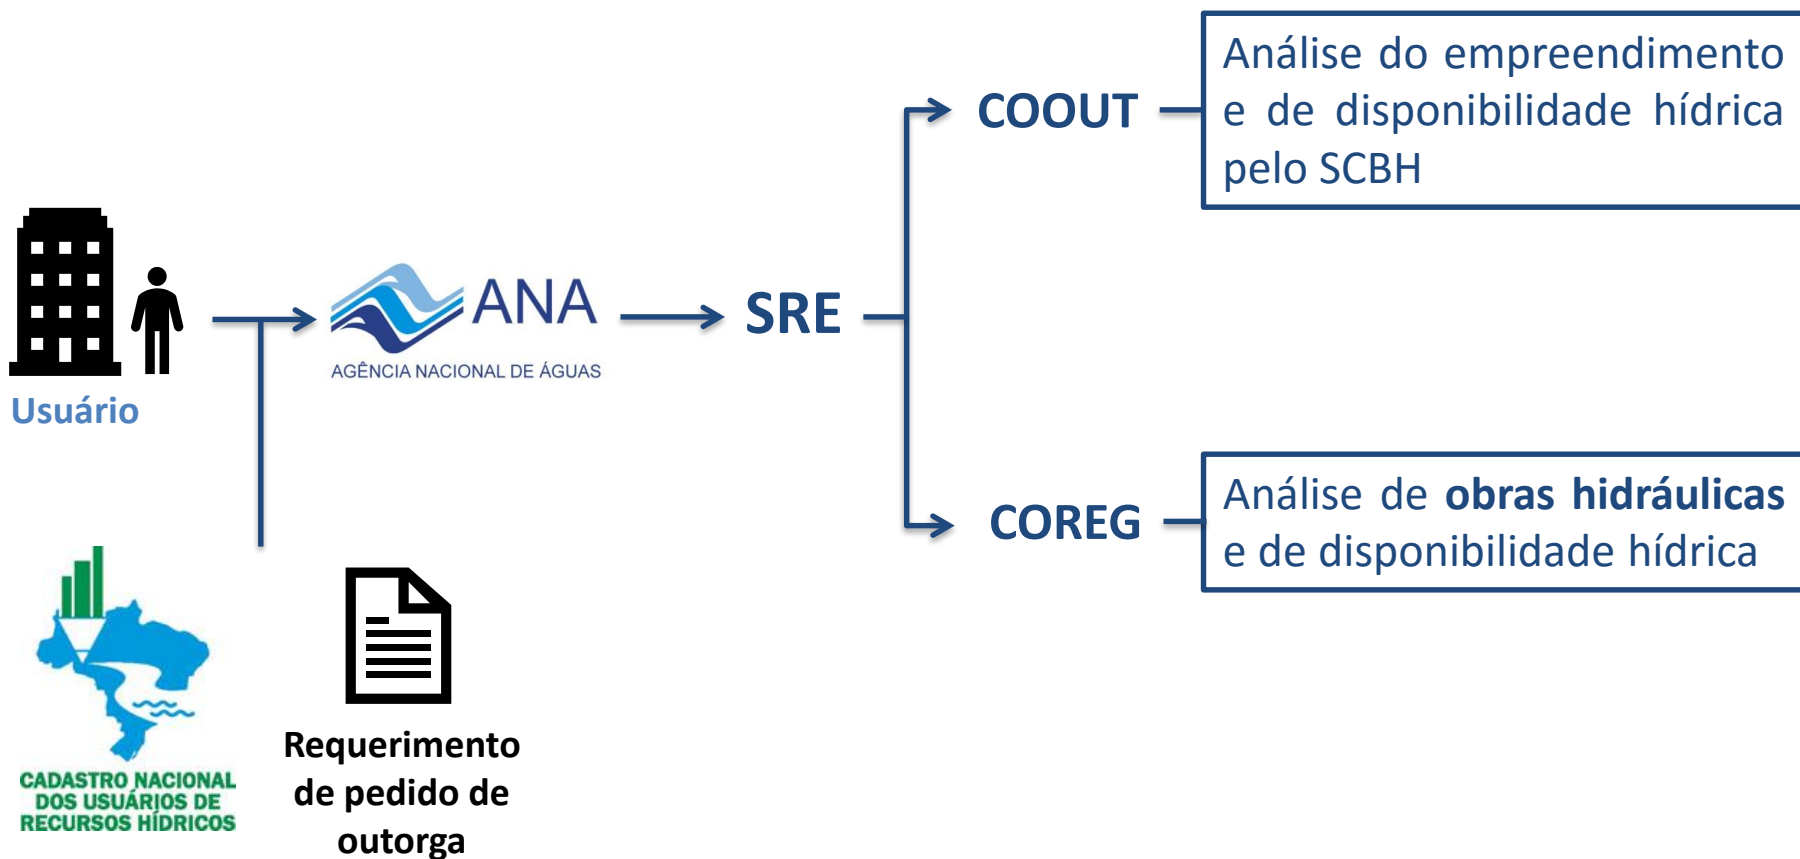 COOUT
Análise do empreendimento
e de disponibilidade hídrica
pelo SCBH
Usuário
ANA
AGÊNCIA NACIONAL DE ÁGUAS
SRE
COREG
Análise de obras hidráulicas
e de disponibilidade hídrica
CADASTRO NACIONAL
DOS USUÁRIOS DE
RECURSOS HÍDRICOS
Requerimento
de pedido de
outorga